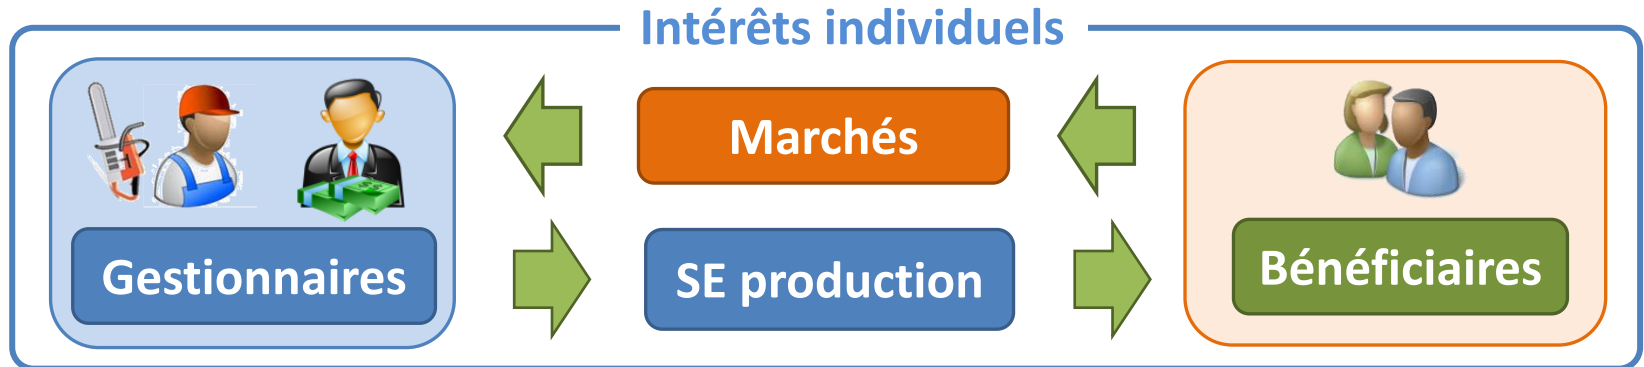 Intérêts individuels
Marchés
Gestionnaires
SE production
Bénéficiaires